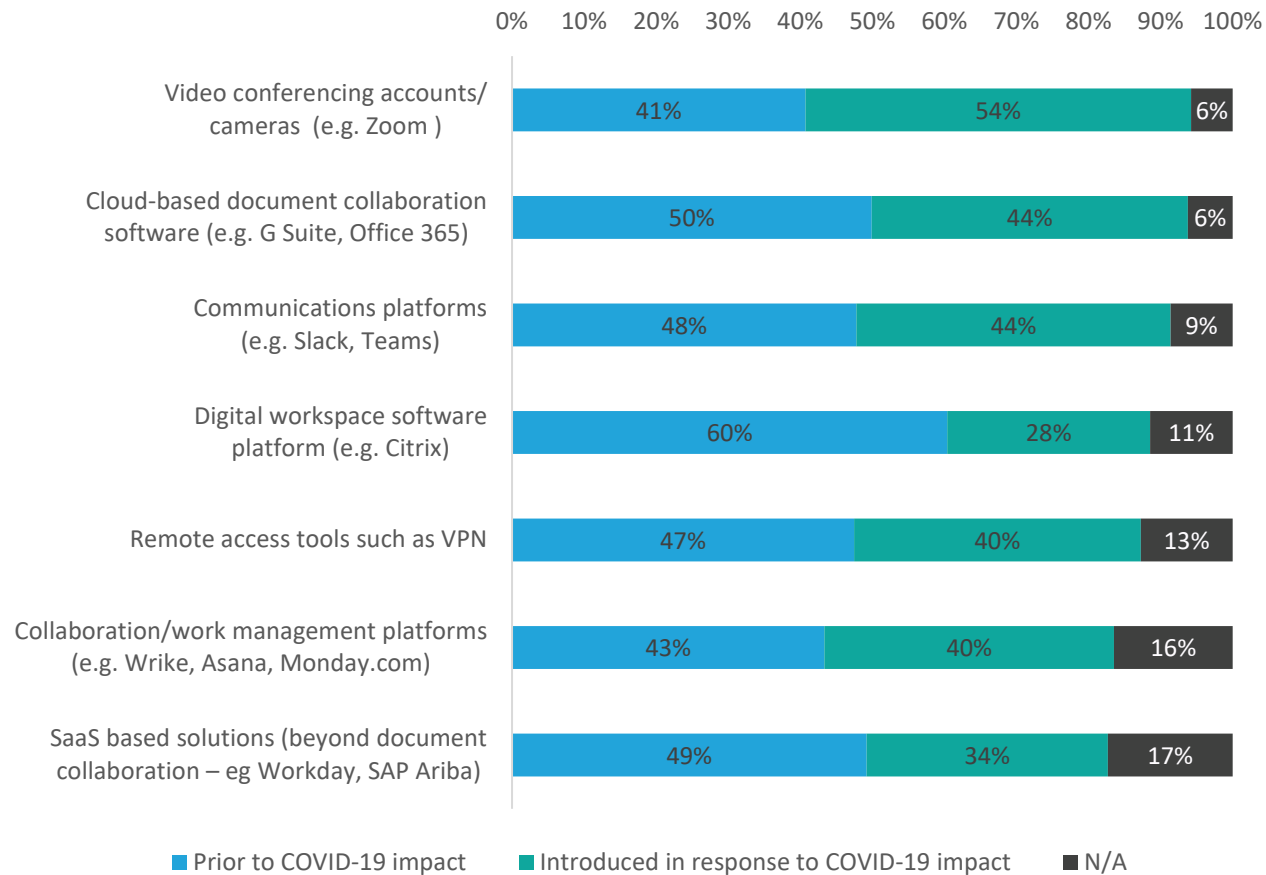 0% 10% 20% 30% 40% 50% 60% 70% 80% 90% 100%
Video conferencing accounts/
cameras  (e.g. Zoom )
41% 54% 6%
Cloud-based document collaboration
software (e.g. G Suite, Office 365)
50% 44% 6%
Communications platforms
(e.g. Slack, Teams)
48% 44% 9%
Digital workspace software
platform (e.g. Citrix)
60% 28% 11%
Remote access tools such as VPN
47% 40% 13%
Collaboration/work management platforms
(e.g. Wrike, Asana, Monday.com)
43% 40% 16%
SaaS based solutions (beyond document
collaboration – eg Workday, SAP Ariba)
49% 34% 17%
Prior to COVID-19 impact Introduced in response to COVID-19 impact N/A